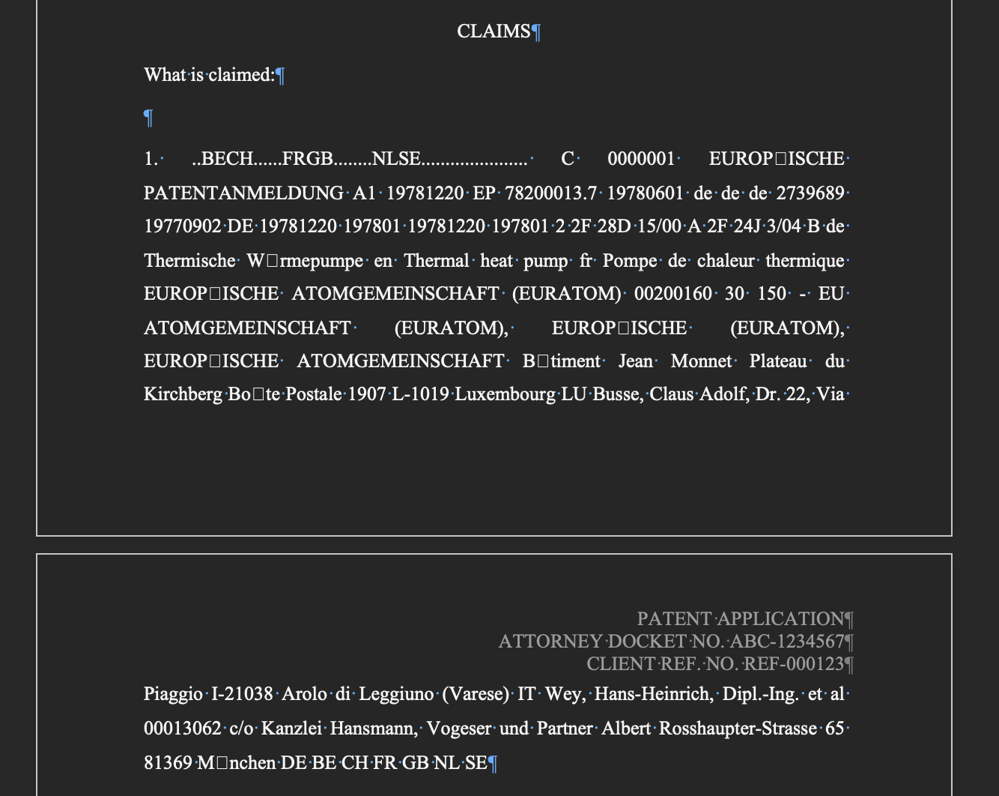 CLAIMS¶
What·is·claimed:¶
¶
1.· ..BECH......FRGB........NLSE......................· C· 0000001· EUROP□ISCHE·
PATENTANMELDUNG· A1· 19781220· EP· 78200013.7· 19780601· de· de· de· 2739689·
19770902·DE·19781220·197801·19781220·197801·2·2F·28D·15/00·A·2F·24J·3/04·B·de·
Thermische· W□rmepumpe· en· Thermal· heat· pump· fr· Pompe· de· chaleur· thermique·
EUROP□ISCHE· ATOMGEMEINSCHAFT· (EURATOM)· 00200160· 30· 150· -· EU·
ATOMGEMEINSCHAFT· (EURATOM),· EUROP□ISCHE· (EURATOM),·
EUROP□ISCHE· ATOMGEMEINSCHAFT· B□timent· Jean· Monnet· Plateau· du·
Kirchberg·Bo□te·Postale·1907·L-1019·Luxembourg·LU·Busse,·Claus·Adolf,·Dr.·22,·Via·
PATENT·APPLICATION¶
ATTORNEY·DOCKET·NO.·ABC-1234567¶
CLIENT·REF.·NO.·REF-000123¶
Piaggio· I-21038· Arolo· di· Leggiuno· (Varese)· IT· Wey,· Hans-Heinrich,· Dipl.-Ing.· et· al·
00013062· c/o· Kanzlei· Hansmann,· Vogeser· und· Partner· Albert· Rosshaupter-Strasse· 65·
81369·M□nchen·DE·BE·CH·FR·GB·NL·SE¶